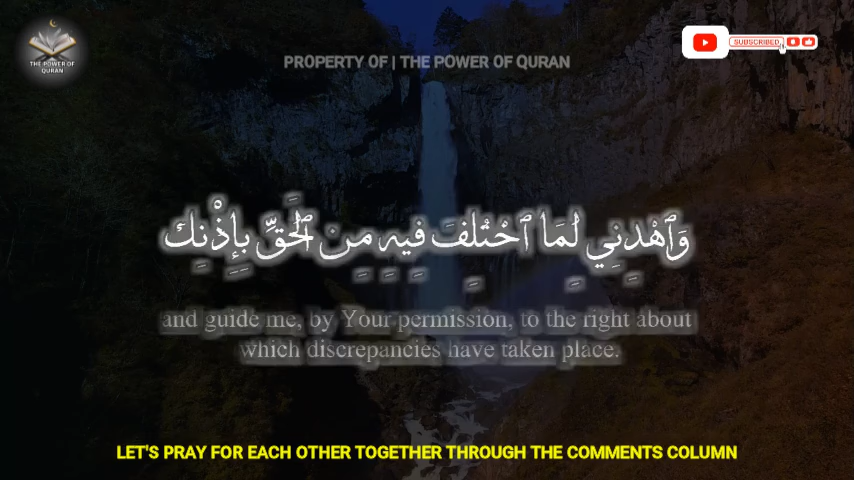 THE POWER OF
QURAN
PROPERTY OF | THE POWER OF QURAN
SUBSCRIBED
وَٱهْدِنِي لِمَا ٱخْتُلِفَ فِيهِ مِنَ ٱلْحَقِّ بِإِذْنِكَ
and guide me, by Your permission, to the right about
which discrepancies have taken place.
LET'S PRAY FOR EACH OTHER TOGETHER THROUGH THE COMMENTS COLUMN